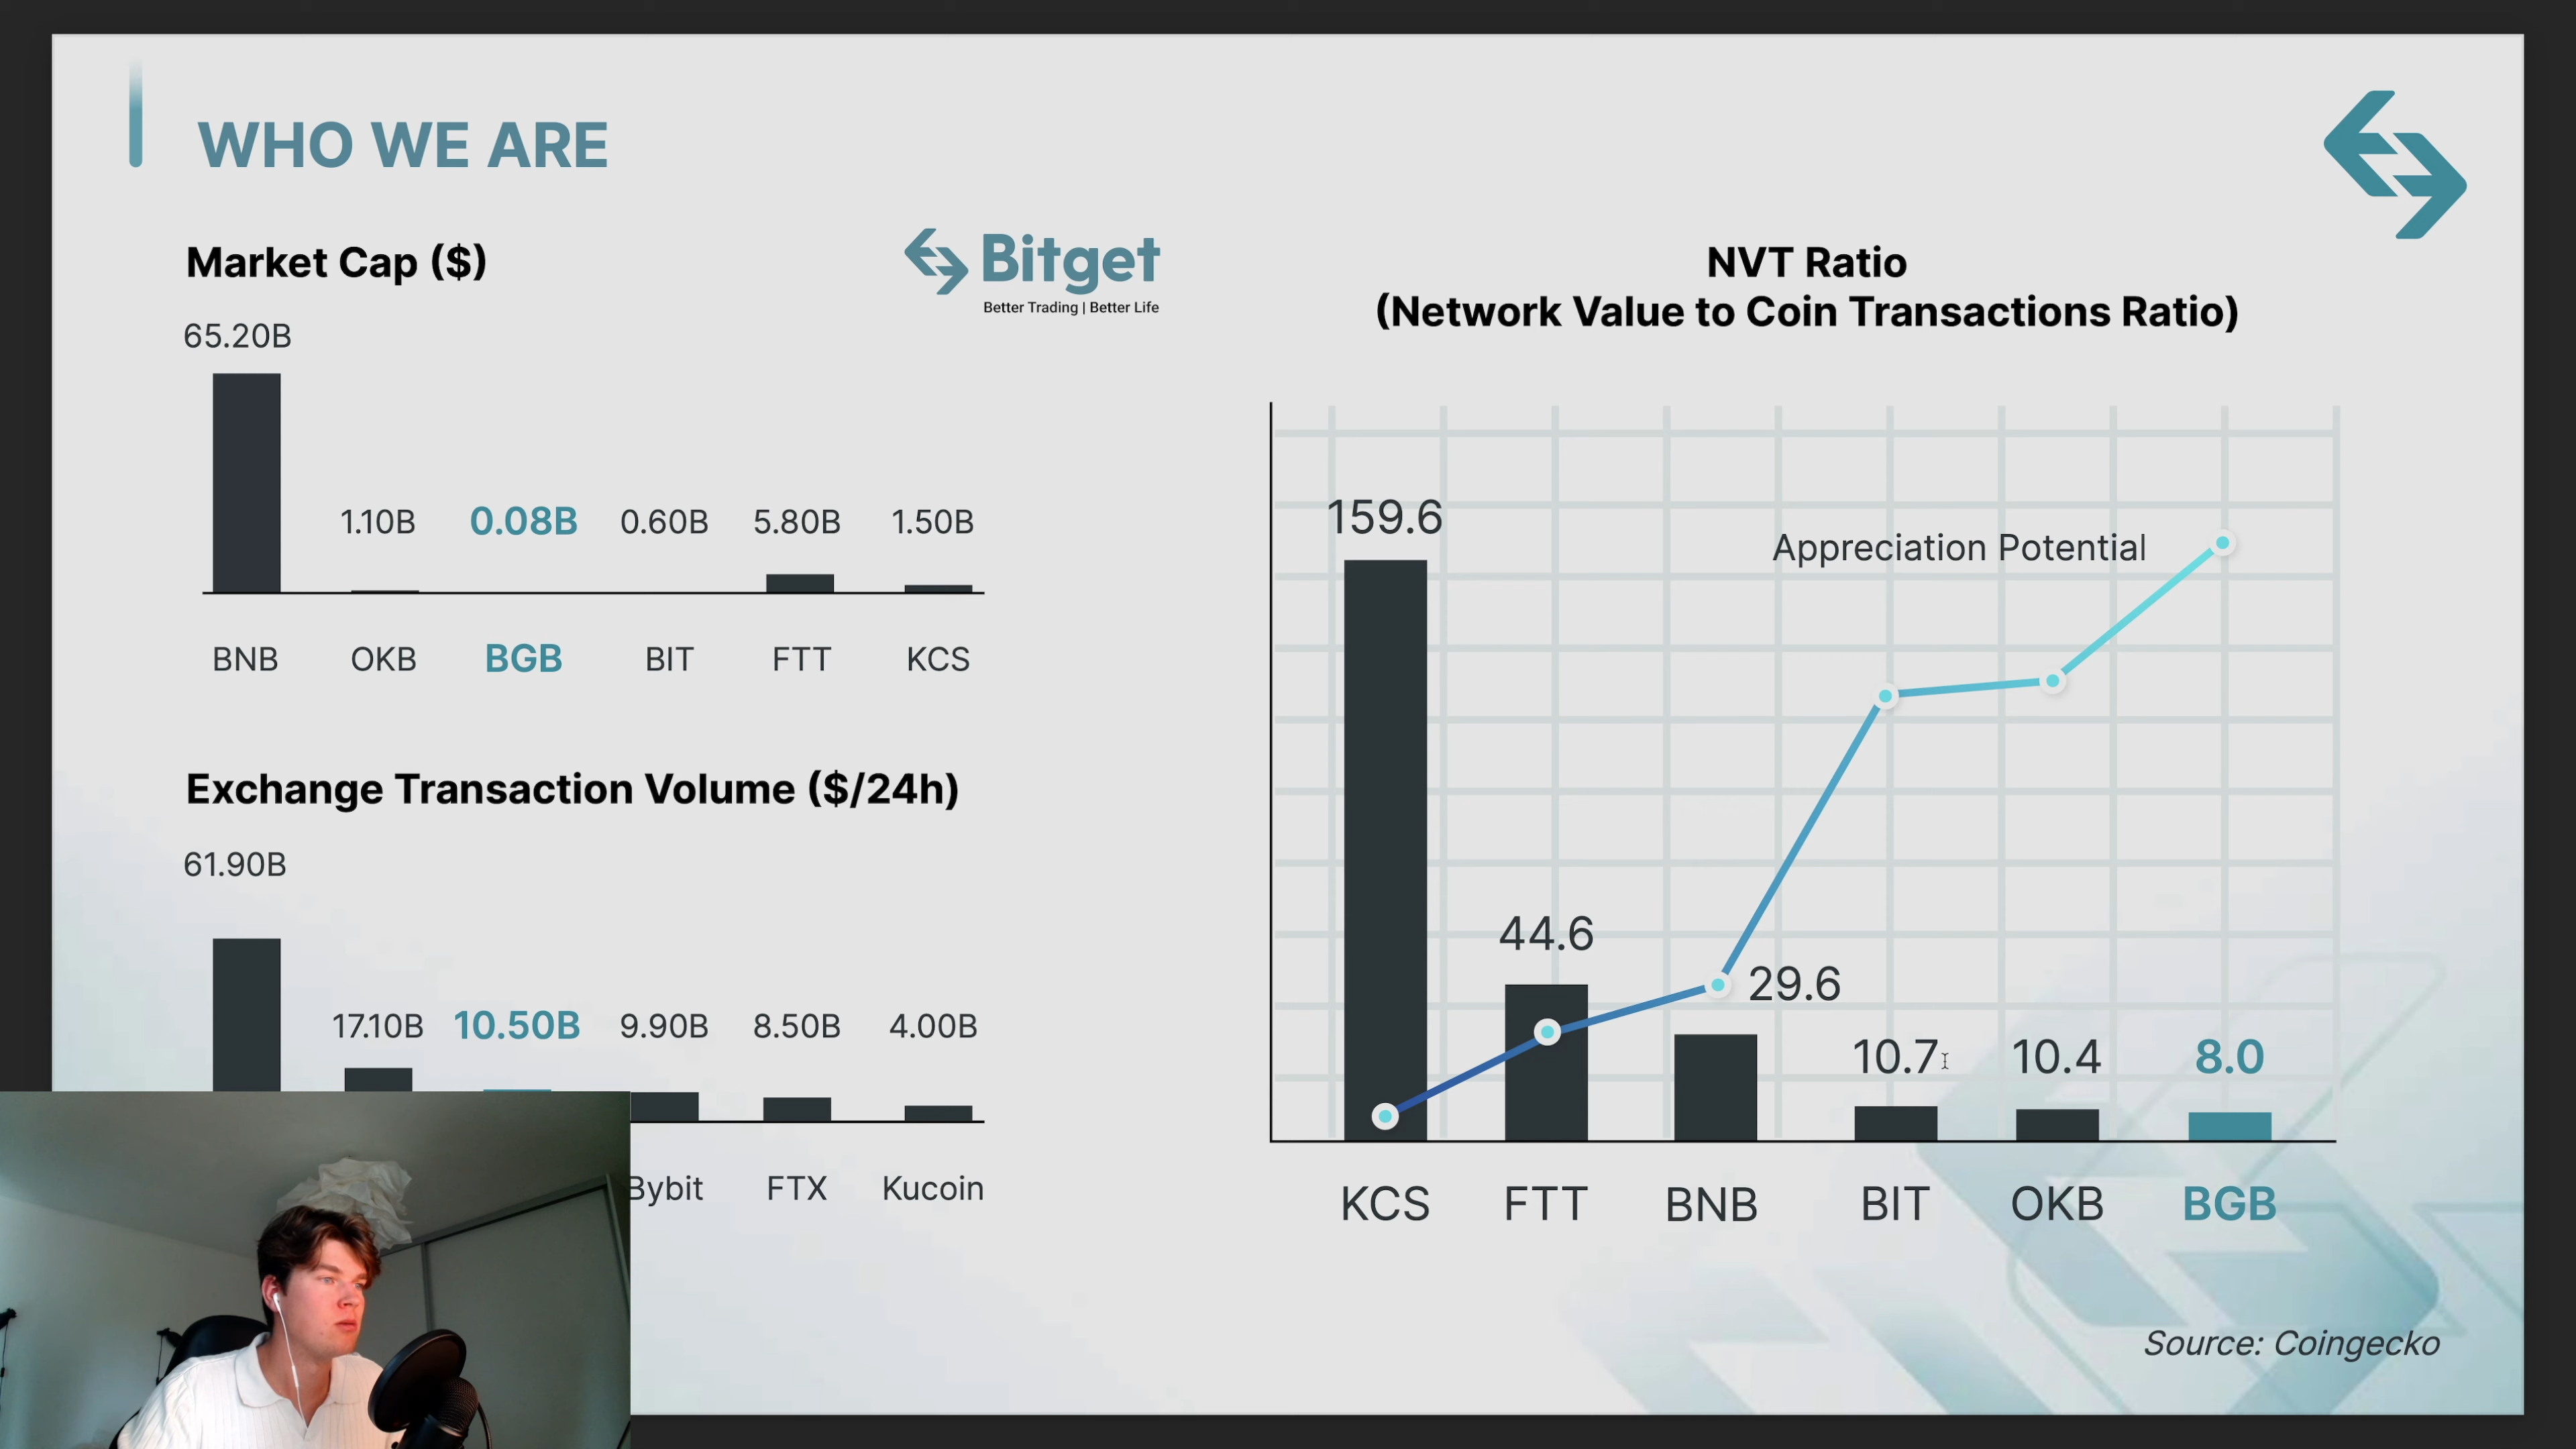 WHO WE ARE
Market Cap ($)
65.20B
1.10B 0.08B 0.60B 5.80B 1.50B
BNB OKB BGB BIT FTT KCS
Bitget
Better Trading | Better Life
Exchange Transaction Volume ($/24h)
61.90B
17.10B 10.50B 9.90B 8.50B 4.00B
Bybit FTX Kucoin
NVT Ratio
(Network Value to Coin Transactions Ratio)
159.6
Appreciation Potential
44.6
29.6
10.7 10.4 8.0
KCS FTT BNB BIT OKB BGB
Source: Coingecko